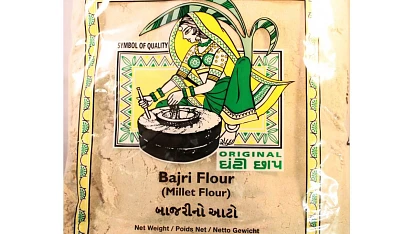 SYMBOL OF QUALITY
ORIGINAL
ઘંટી છાપ
Bajri Flour
(Millet Flour)
બાજરીનો આટો
Net Weight / Poids Net / Netto Gewicht